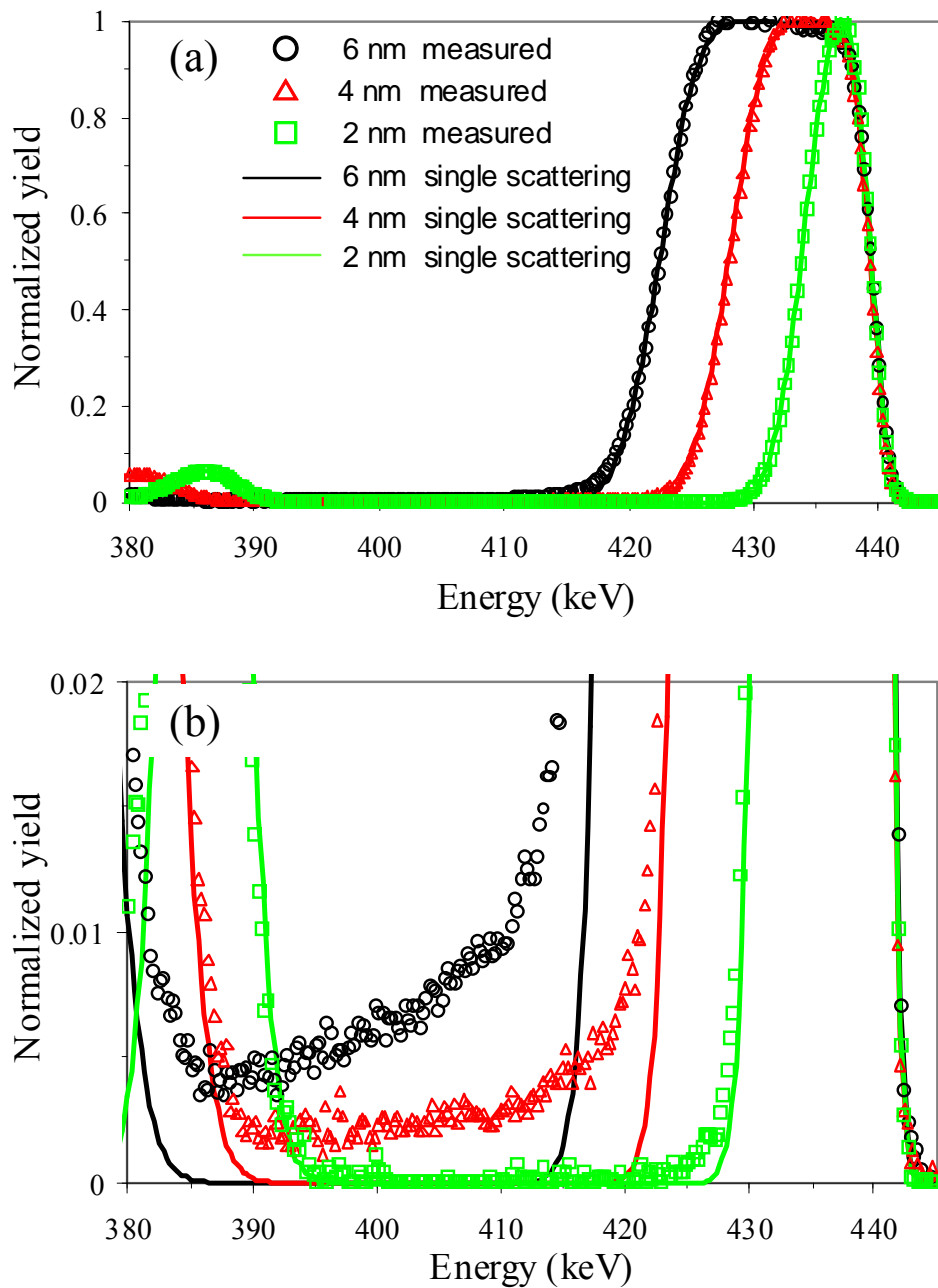 (a)
6 nm measured
4 nm measured
2 nm measured
6 nm single scattering
4 nm single scattering
2 nm single scattering
Normalized yield
1
0.8
0.6
0.4
0.2
0
380 390 400 410 420 430 440
Energy (keV)
(b)
Normalized yield
0.02
0.01
0
380 390 400 410 420 430 440
Energy (keV)